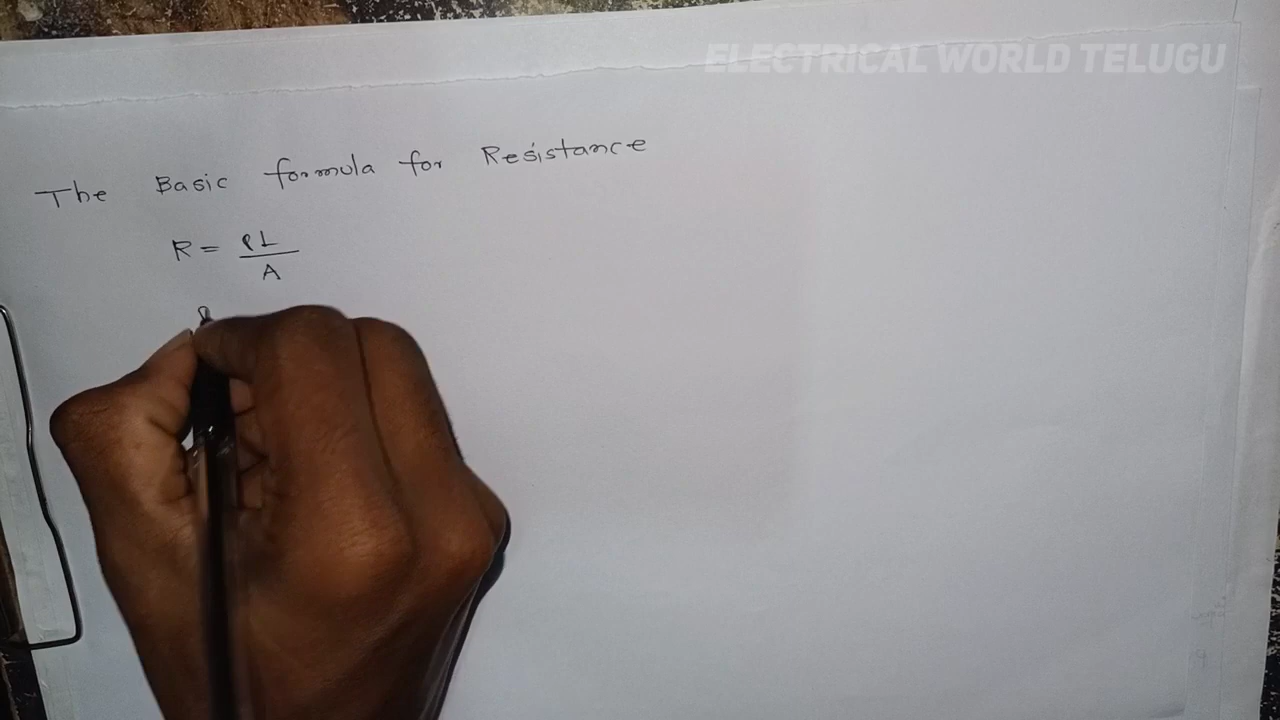 ELECTRICAL WORLD TELUGU
The Basic formula for Resistance
R = ρL
A
ρ